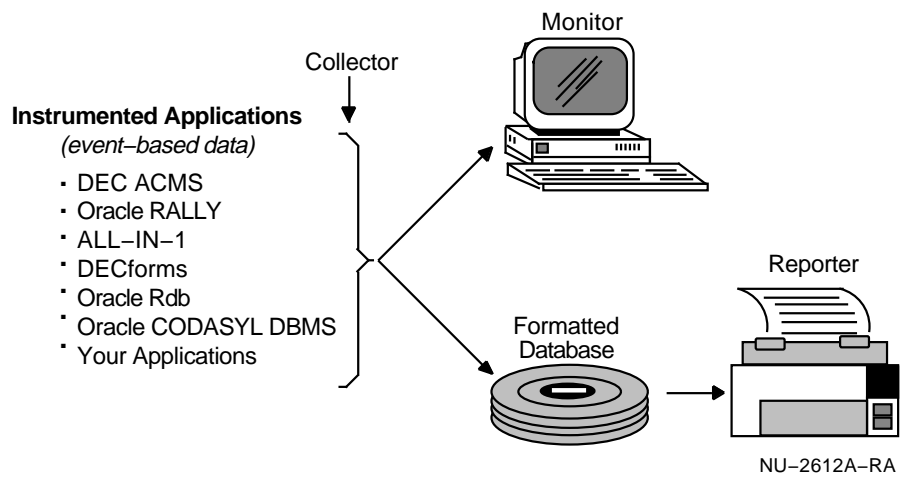 Monitor
Collector
Instrumented Applications
(event–based data)
▪ DEC ACMS
▪ Oracle RALLY
▪ ALL–IN–1
▪ DECforms
▪ Oracle Rdb
▪ Oracle CODASYL DBMS
▪ Your Applications
Formatted
Database
Reporter
NU–2612A–RA